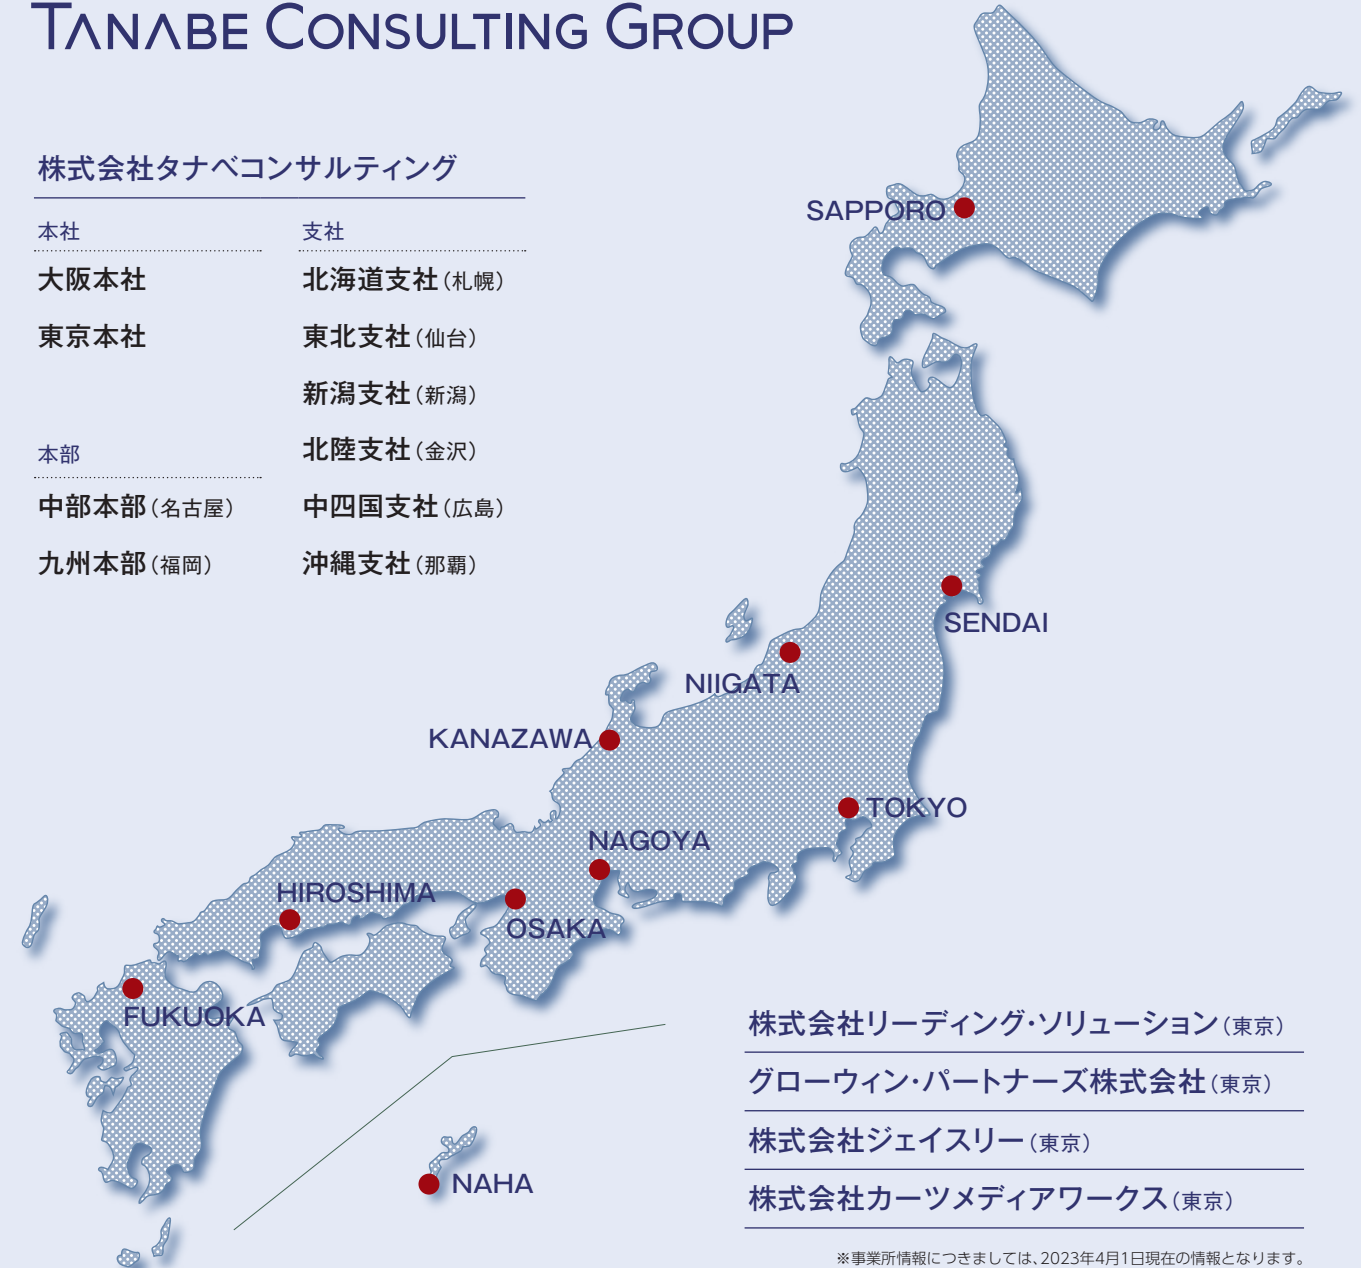 TANABE CONSULTING GROUP
株式会社タナベコンサルティング
本社
大阪本社
東京本社
本部
中部本部(名古屋)
九州本部(福岡)
支社
北海道支社(札幌)
東北支社(仙台)
新潟支社(新潟)
北陸支社(金沢)
中四国支社(広島)
沖縄支社(那覇)
SAPPORO
SENDAI
NIIGATA
KANAZAWA
TOKYO
NAGOYA
HIROSHIMA
OSAKA
FUKUOKA
NAHA
株式会社リーディング・ソリューション(東京)
グローウィン・パートナーズ株式会社(東京)
株式会社ジェイスリー(東京)
株式会社カーツメディアワークス(東京)
※事業所情報につきましては、2023年4月1日現在の情報となります。